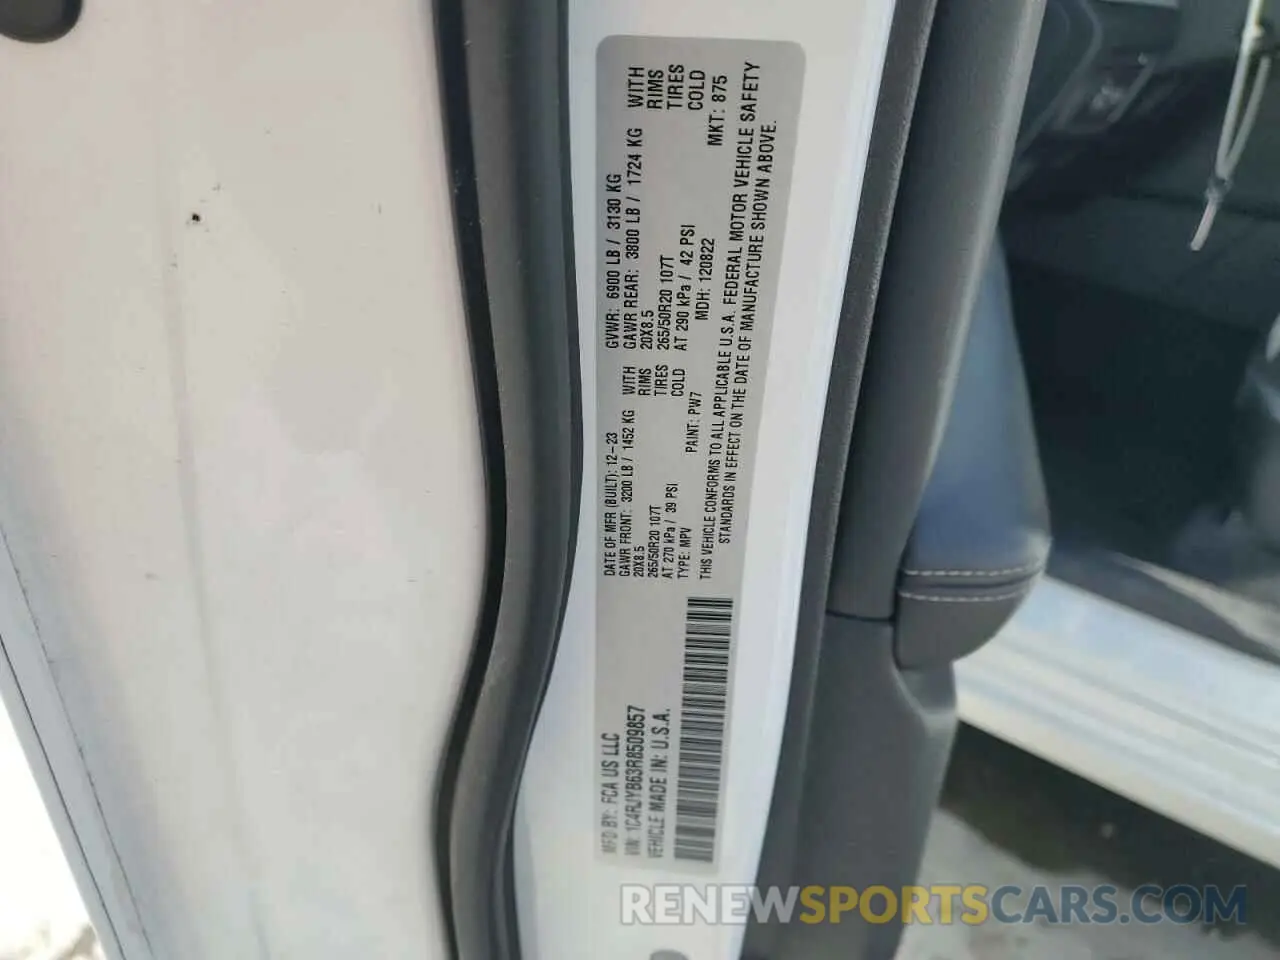 MFD BY: FCA US LLC
VIN: 1C4RJYB63R8509857
VEHICLE MADE IN: U.S.A.
DATE OF MFR (BUILT): 12-23
GAWR FRONT: 3200 LB / 1452 KG WITH
20X8.5 RIMS
265/50R20 107T TIRES
AT 270 kPa / 39 PSI COLD
TYPE: MPV PAINT: PW7
GVWR: 6900 LB / 3130 KG
GAWR REAR: 3800 LB / 1724 KG WITH
20X8.5 RIMS
265/50R20 107T TIRES
AT 290 kPa / 42 PSI COLD
MDH: 120822 MKT: 875
THIS VEHICLE CONFORMS TO ALL APPLICABLE U.S.A. FEDERAL MOTOR VEHICLE SAFETY
STANDARDS IN EFFECT ON THE DATE OF MANUFACTURE SHOWN ABOVE.
RENEWSPORTSCARS.COM